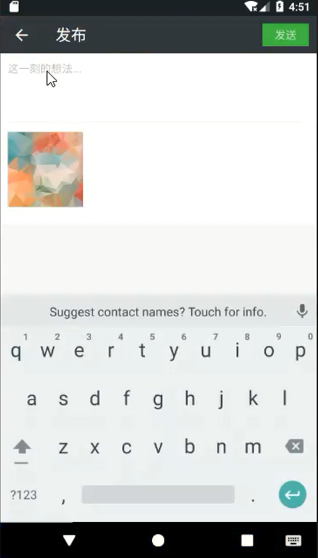 4:51
发布
发送
这一刻的想法...
Suggest contact names? Touch for info.
1 2 3 4 5 6 7 8 9 0
q w e r t y u i o p
a s d f g h j k l
z x c v b n m
?123 , .